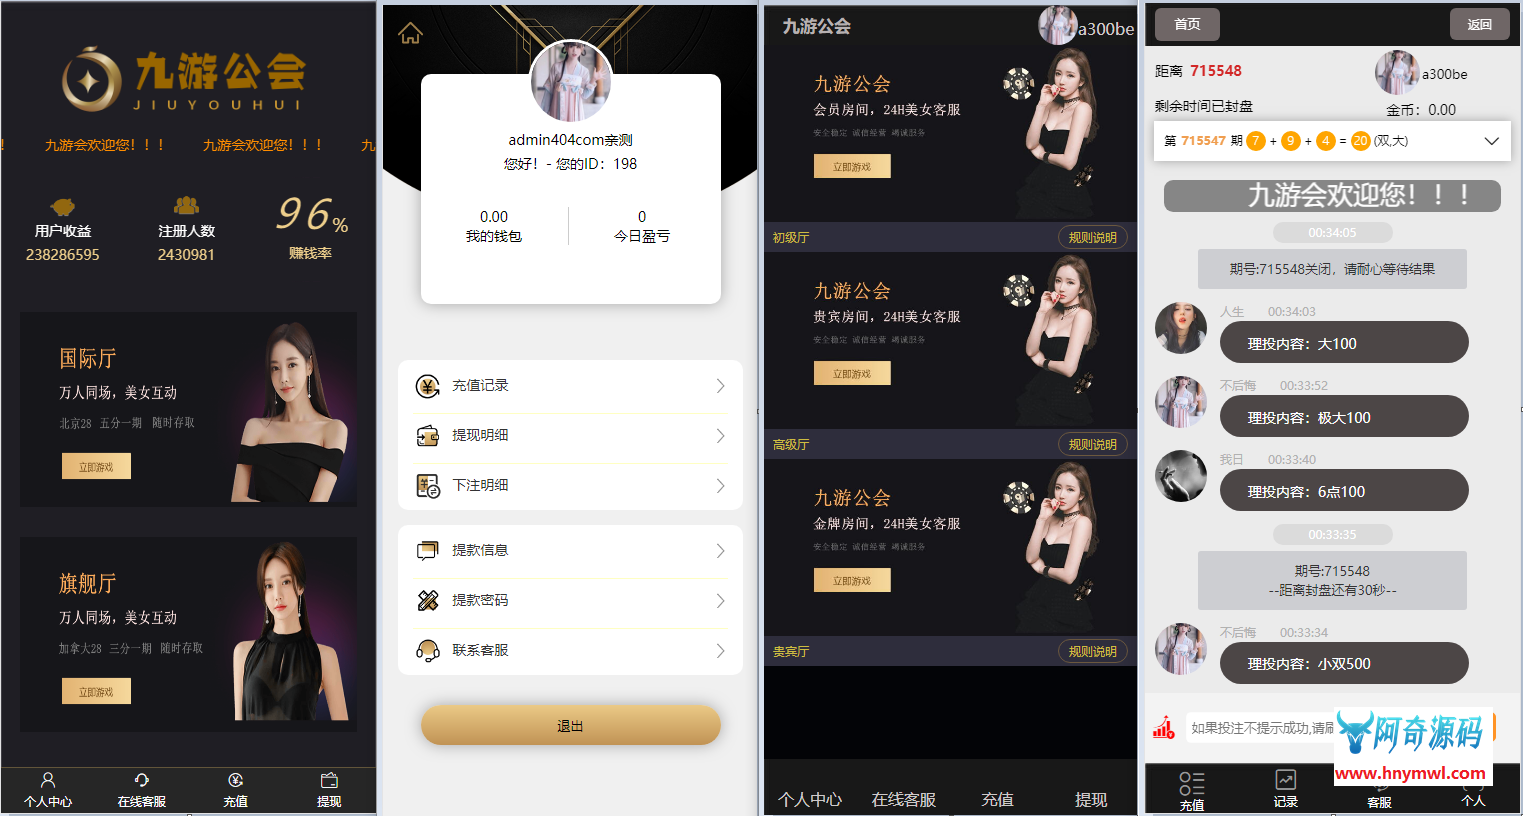 九游公会
JIUYOUHUI
九游公会欢迎您！！！
九游公会欢迎您！！！
九
用户收益
238286595
注册人数
2430981
96%
赚钱率
国际厅
万人同场，美女互动
北京28 五分一期 随时存取
立即游戏
旗舰厅
万人同场，美女互动
加拿大28 三分一期 随时存取
立即游戏
个人中心
在线客服
充值
提现
admin404com亲测
您好！- 您的ID：198
0.00
我的钱包
0
今日盈亏
充值记录
提现明细
下注明细
提款信息
提款密码
联系客服
退出
九游公会
a300be
九游公会
会员房间，24H美女客服
安全稳定 诚信经营 竭诚服务
立即游戏
初级厅
规则说明
九游公会
贵宾房间，24H美女客服
安全稳定 诚信经营 竭诚服务
立即游戏
高级厅
规则说明
九游公会
金牌房间，24H美女客服
安全稳定 诚信经营 竭诚服务
立即游戏
贵宾厅
规则说明
个人中心
在线客服
充值
提现
首页
返回
距离 715548
a300be
剩余时间已封盘
金币：0.00
第 715547 期 7 + 9 + 4 = 20 (双,大)
九游会欢迎您！！！
00:34:05
期号:715548关闭，请耐心等待结果
人生 00:34:03
理投内容：大100
不后悔 00:33:52
理投内容：极大100
我日 00:33:40
理投内容：6点100
00:33:35
期号:715548
--距离封盘还有30秒--
不后悔 00:33:34
理投内容：小双500
如果投注不提示成功,请刷
阿奇源码
www.hnymwl.com
充值
记录
客服
个人